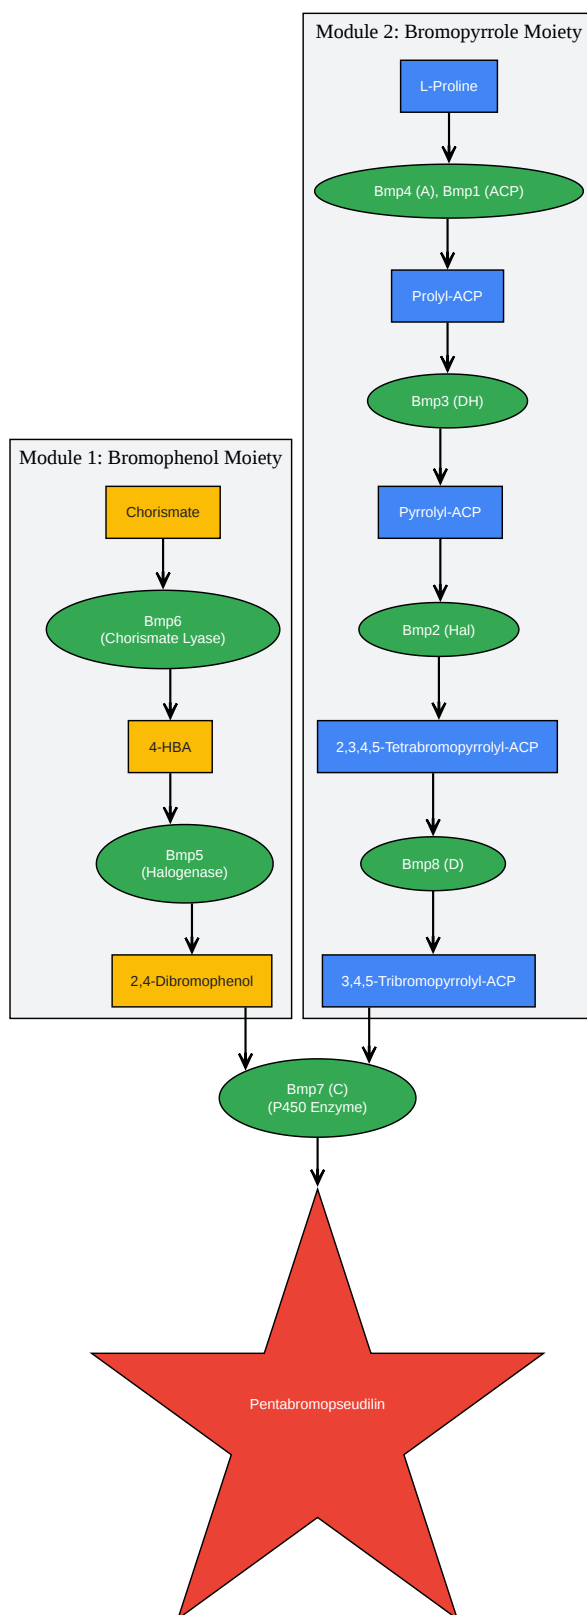 Module 2: Bromopyrrole Moiety
L-Proline
Bmp4 (A), Bmp1 (ACP)
Prolyl-ACP
Bmp3 (DH)
Pyrrolyl-ACP
Bmp2 (Hal)
2,3,4,5-Tetrabromopyrrolyl-ACP
Bmp8 (D)
3,4,5-Tribromopyrrolyl-ACP
Module 1: Bromophenol Moiety
Chorismate
Bmp6
(Chorismate Lyase)
4-HBA
Bmp5
(Halogenase)
2,4-Dibromophenol
Bmp7 (C)
(P450 Enzyme)
Pentabromopseudilin